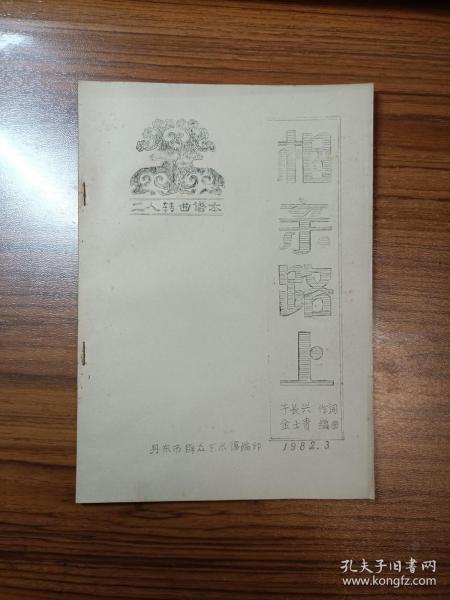 二人转曲谱本
相亲路上
于长兴 作词
金士贵 编曲
丹东市群众艺术馆编印 1982.3
孔夫子旧书网
www.kongfz.com